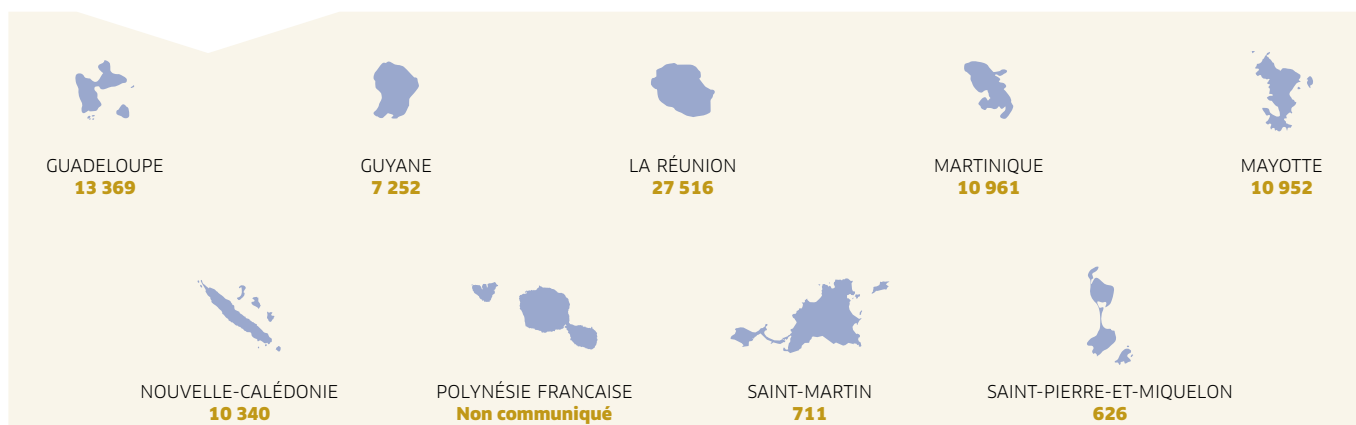 GUADELOUPE
13 369
GUYANE
7 252
LA RÉUNION
27 516
MARTINIQUE
10 961
MAYOTTE
10 952
NOUVELLE-CALÉDONIE
10 340
POLYNÉSIE FRANCAISE
Non communiqué
SAINT-MARTIN
711
SAINT-PIERRE-ET-MIQUELON
626